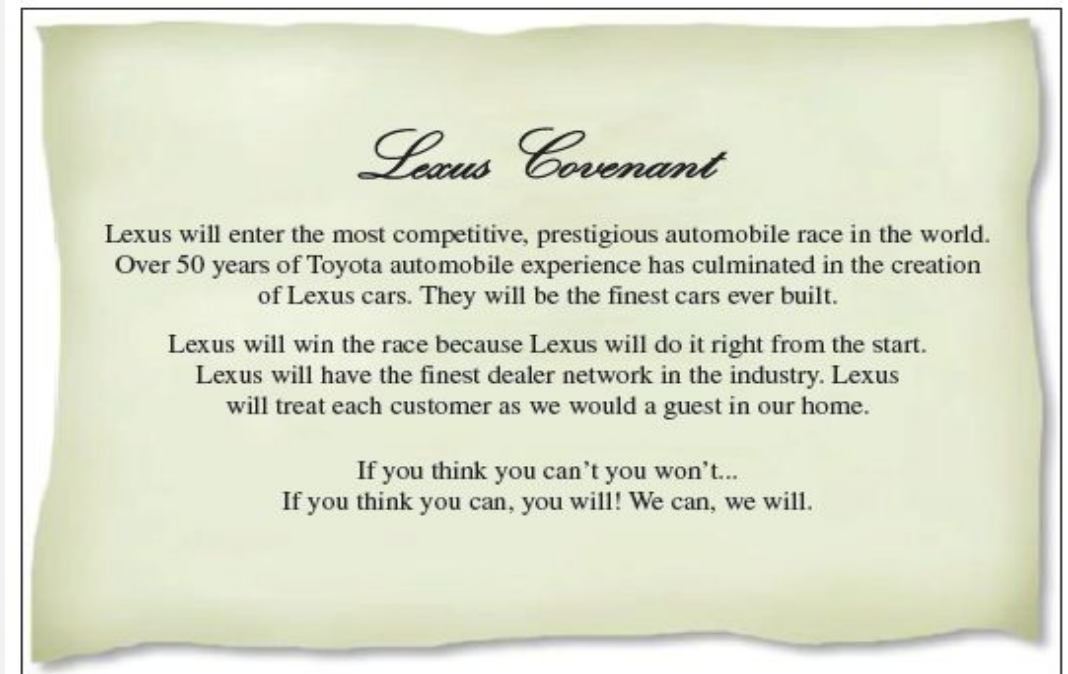 Lexus Covenant
Lexus will enter the most competitive, prestigious automobile race in the world.
Over 50 years of Toyota automobile experience has culminated in the creation
of Lexus cars. They will be the finest cars ever built.
Lexus will win the race because Lexus will do it right from the start.
Lexus will have the finest dealer network in the industry. Lexus
will treat each customer as we would a guest in our home.
If you think you can’t you won’t...
If you think you can, you will! We can, we will.